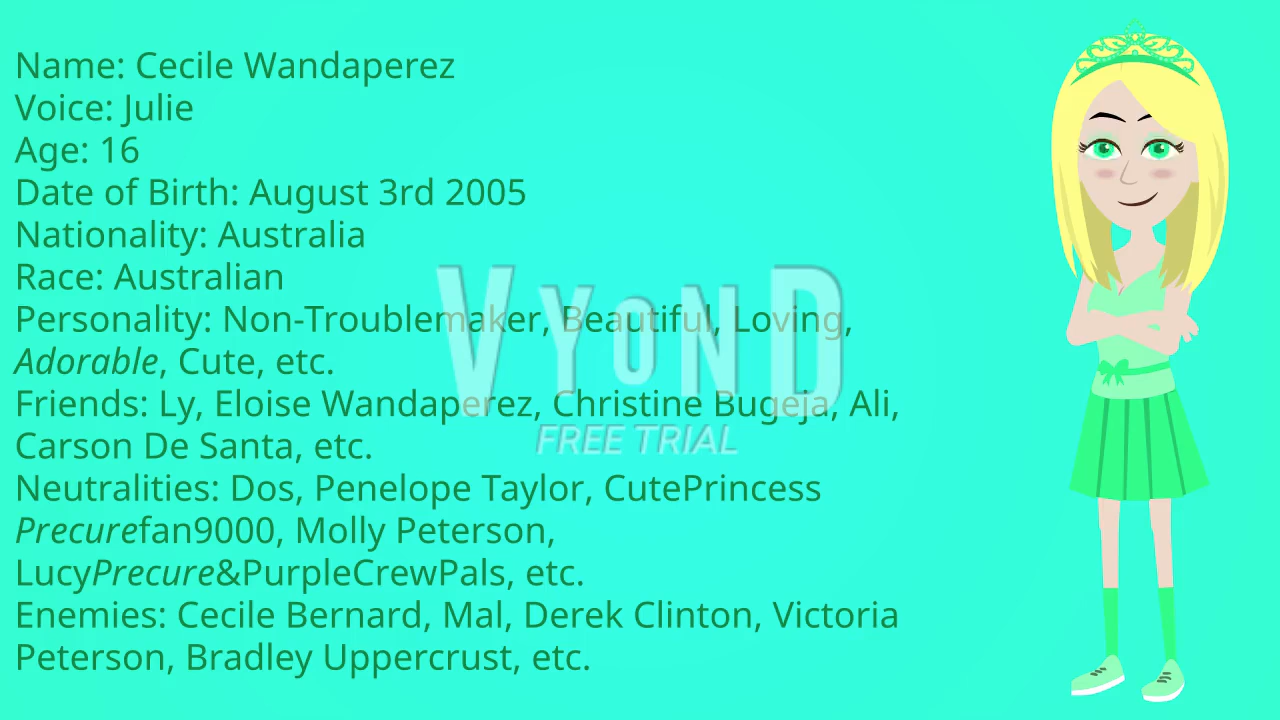 Name: Cecile Wandaperez
Voice: Julie
Age: 16
Date of Birth: August 3rd 2005
Nationality: Australia
Race: Australian
Personality: Non-Troublemaker, Beautiful, Loving,
Adorable, Cute, etc.
Friends: Ly, Eloise Wandaperez, Christine Bugeja, Ali,
Carson De Santa, etc.
Neutralities: Dos, Penelope Taylor, CutePrincess
Precurefan9000, Molly Peterson,
LucyPrecure&PurpleCrewPals, etc.
Enemies: Cecile Bernard, Mal, Derek Clinton, Victoria
Peterson, Bradley Uppercrust, etc.
VYOND
FREE TRIAL